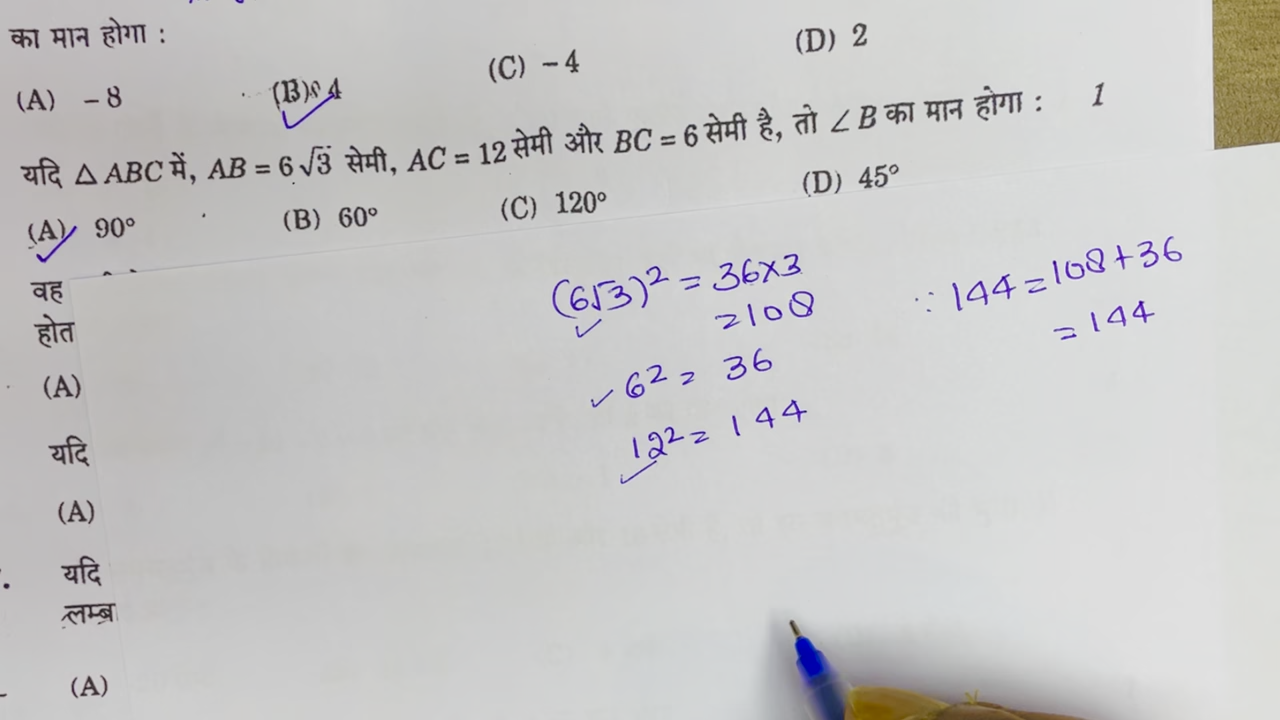 का मान होगा :
(A) – 8 (B) 4 (C) – 4 (D) 2
यदि △ ABC में, AB = 6√3 सेमी, AC = 12 सेमी और BC = 6 सेमी है, तो ∠ B का मान होगा : 1
(A) 90° (B) 60° (C) 120° (D) 45°
वह
होत
(A)
यदि
(A)
यदि
लम्ब
(A)
(6√3)² = 36×3
=108
6² = 36
12² = 144
∵ 144 = 108+36
= 144